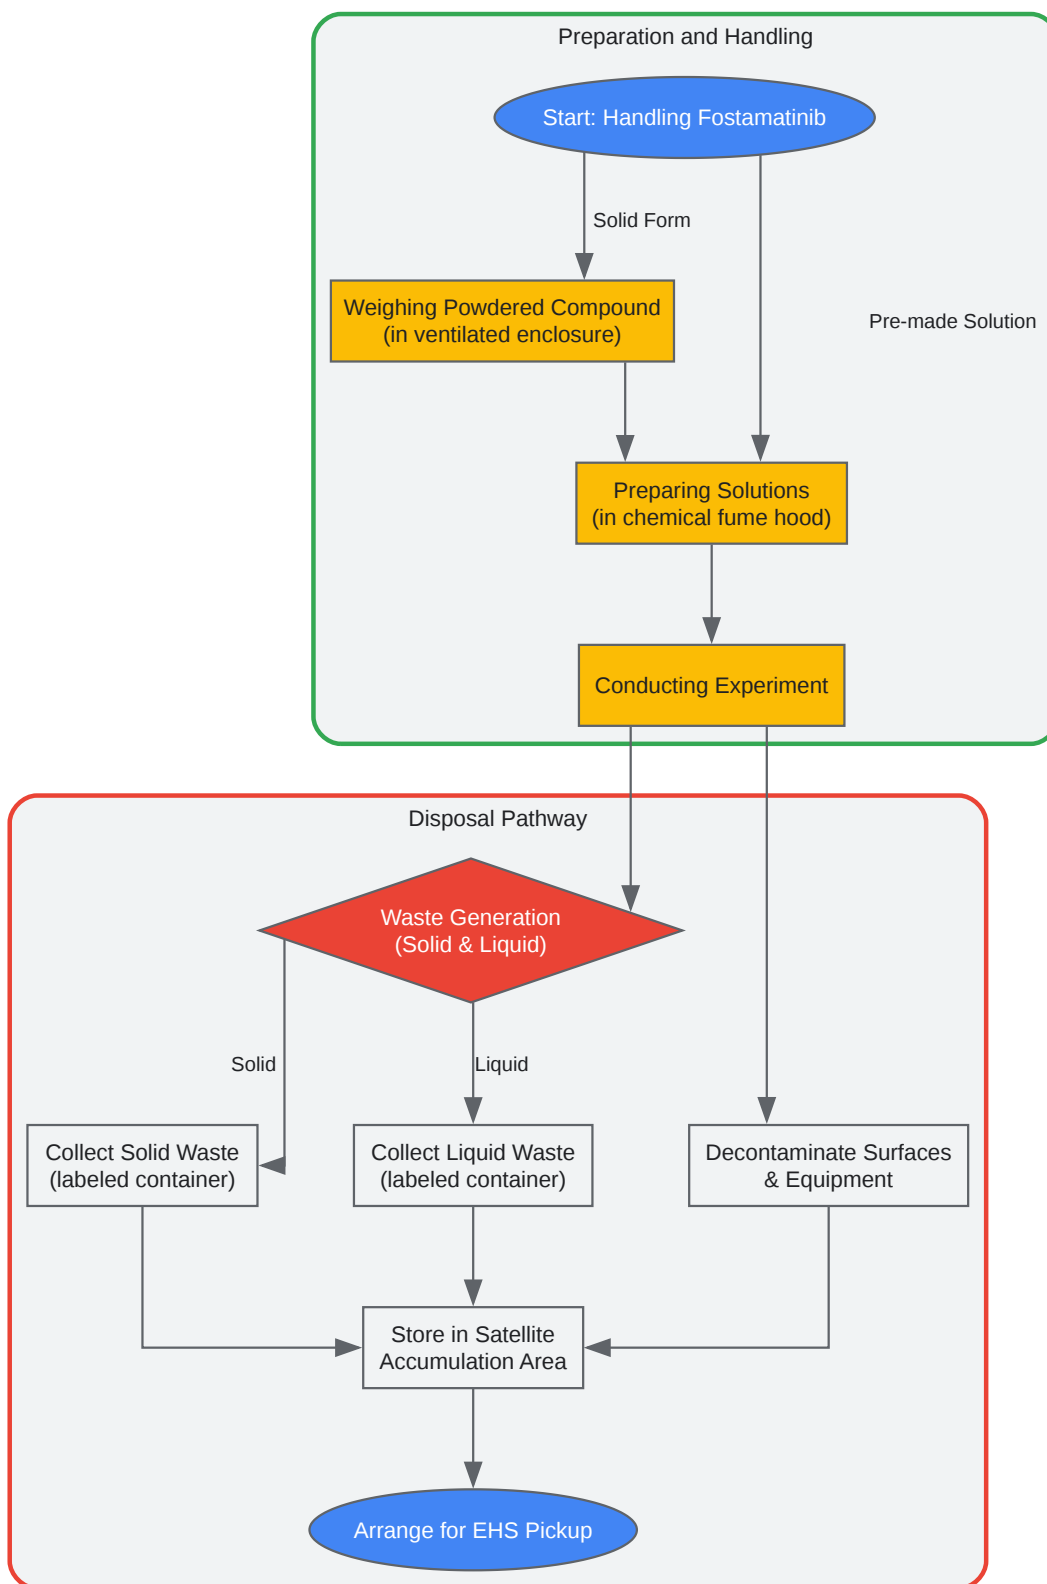 Preparation and Handling
Start: Handling Fostamatinib
Solid Form
Weighing Powdered Compound
(in ventilated enclosure)
Pre-made Solution
Preparing Solutions
(in chemical fume hood)
Conducting Experiment
Disposal Pathway
Waste Generation
(Solid & Liquid)
Solid
Liquid
Collect Solid Waste
(labeled container)
Collect Liquid Waste
(labeled container)
Decontaminate Surfaces
& Equipment
Store in Satellite
Accumulation Area
Arrange for EHS Pickup